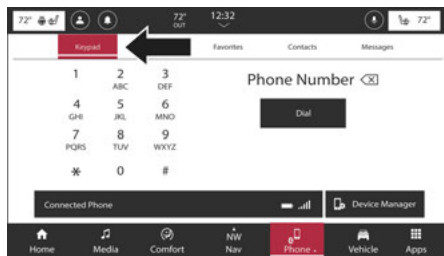 72° 72° OUT 12:32 72°
Keypad Favorites Contacts Messages
1 2 ABC 3 DEF
Phone Number
4 GHI 5 JKL 6 MNO
Dial
7 PQRS 8 TUV 9 WXYZ
* 0 #
Connected Phone Device Manager
Home Media Comfort NW Nav 0 Phone Vehicle Apps